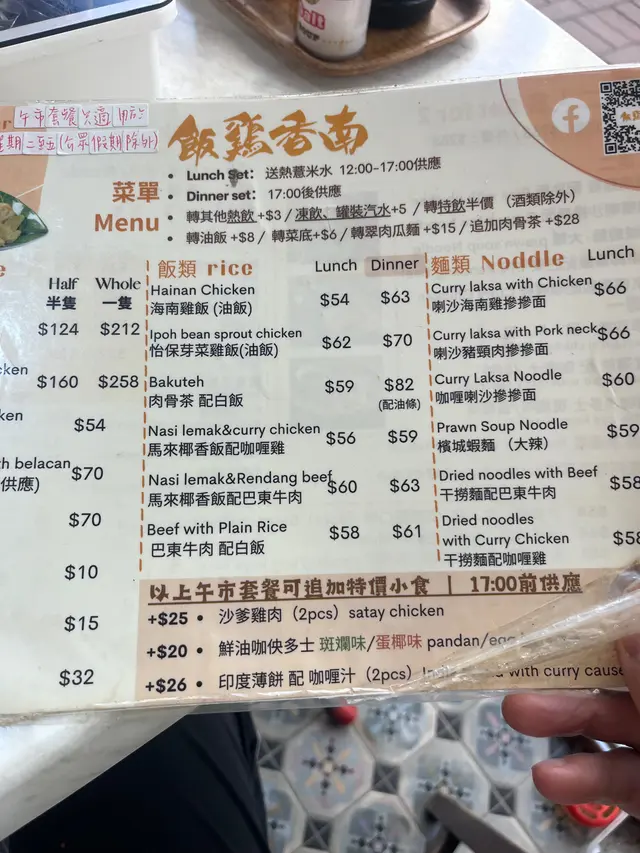 午市套餐只適用於
星期二至五(公眾假期除外)
飯雞香南
菜單
Menu
• Lunch Set: 送熱薏米水 12:00-17:00供應
• Dinner set: 17:00後供應
• 轉其他熱飲+$3 / 凍飲、罐裝汽水+5 / 轉特飲半價 (酒類除外)
• 轉油飯 +$8 / 轉菜底+$6 / 轉翠肉瓜麵 +$15 / 追加肉骨茶 +$28
Half Whole
半隻 一隻
$124 $212
$160 $258
$54
belacan $70
供應)
$70
$10
$15
$32
飯類 rice Lunch Dinner
Hainan Chicken
海南雞飯 (油飯) $54 $63
Ipoh bean sprout chicken
怡保芽菜雞飯(油飯) $62 $70
Bakuteh
肉骨茶 配白飯 $59 $82
(配油條)
Nasi lemak&curry chicken
馬來椰香飯配咖喱雞 $56 $59
Nasi lemak&Rendang beef
馬來椰香飯配巴東牛肉 $60 $63
Beef with Plain Rice
巴東牛肉 配白飯 $58 $61
麵類 Noddle Lunch
Curry laksa with Chicken $66
喇沙海南雞摻摻面
Curry laksa with Pork neck $66
喇沙豬頸肉摻摻面
Curry Laksa Noodle $60
咖喱喇沙摻摻面
Prawn Soup Noodle $59
檳城蝦麵 (大辣)
Dried noodles with Beef $58
干撈麵配巴東牛肉
Dried noodles
with Curry Chicken
干撈麵配咖喱雞
以上午市套餐可追加特價小食 | 17:00前供應
+$25 • 沙爹雞肉 (2pcs) satay chicken
+$20 • 鮮油咖央多士 斑斕味/蛋椰味 pandan/egg
+$26 • 印度薄餅 配 咖喱汁 (2pcs) with curry cause